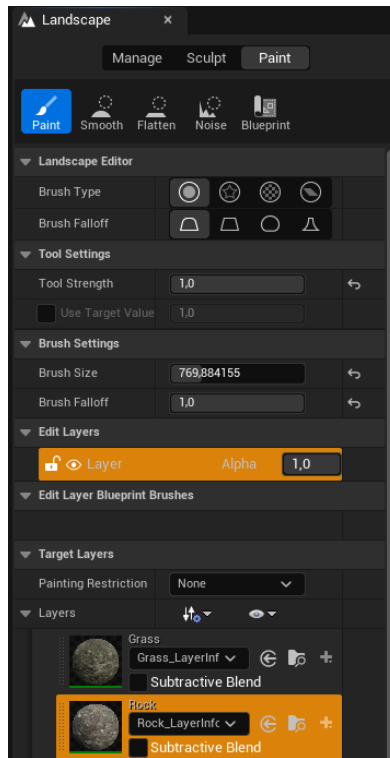 Landscape
Manage Sculpt Paint
Paint Smooth Flatten Noise Blueprint
Landscape Editor
Brush Type
Brush Falloff
Tool Settings
Tool Strength 1,0
Use Target Value 1,0
Brush Settings
Brush Size 769,884155
Brush Falloff 1,0
Edit Layers
Layer Alpha 1,0
Edit Layer Blueprint Brushes
Target Layers
Painting Restriction None
Layers
Grass
Grass_LayerInf
Subtractive Blend
Rock
Rock_LayerInfc
Subtractive Blend